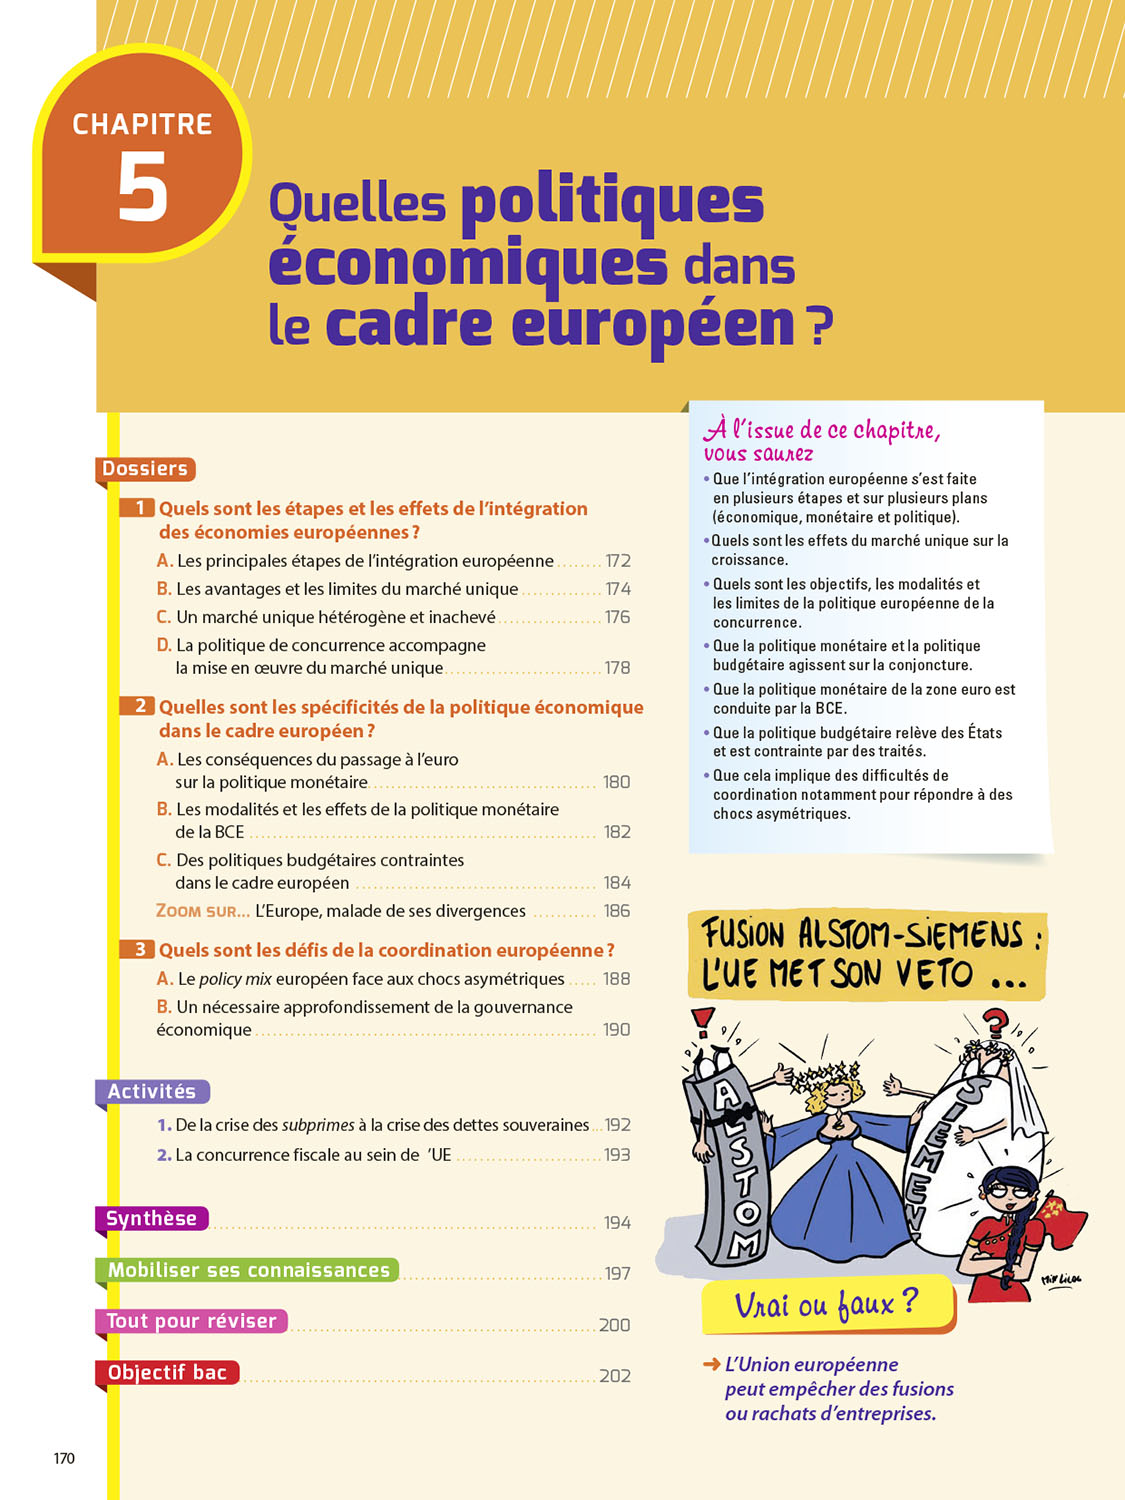 CHAPITRE
5
Quelles politiques
économiques dans
le cadre européen ?
Dossiers
1 Quels sont les étapes et les effets de l'intégration
des économies européennes ?
A. Les principales étapes de l'intégration européenne ........ 172
B. Les avantages et les limites du marché unique .............. 174
C. Un marché unique hétérogène et inachevé .................. 176
D. La politique de concurrence accompagne
la mise en œuvre du marché unique ........................... 178
2 Quelles sont les spécificités de la politique économique
dans le cadre européen ?
A. Les conséquences du passage à l'euro
sur la politique monétaire ....................................... 180
B. Les modalités et les effets de la politique monétaire
de la BCE ............................................................ 182
C. Des politiques budgétaires contraintes
dans le cadre européen ......................................... 184
ZOOM SUR... L'Europe, malade de ses divergences ........... 186
3 Quels sont les défis de la coordination européenne ?
A. Le policy mix européen face aux chocs asymétriques ..... 188
B. Un nécessaire approfondissement de la gouvernance
économique ........................................................... 190
Activités
1. De la crise des subprimes à la crise des dettes souveraines ... 192
2. La concurrence fiscale au sein de 'UE ......................... 193
Synthèse .................................................................. 194
Mobiliser ses connaissances ................................... 197
Tout pour réviser ..................................................... 200
Objectif bac ............................................................. 202
À l'issue de ce chapitre,
vous saurez
• Que l'intégration européenne s'est faite
en plusieurs étapes et sur plusieurs plans
(économique, monétaire et politique).
• Quels sont les effets du marché unique sur la
croissance.
• Quels sont les objectifs, les modalités et
les limites de la politique européenne de la
concurrence.
• Que la politique monétaire et la politique
budgétaire agissent sur la conjoncture.
• Que la politique monétaire de la zone euro est
conduite par la BCE.
• Que la politique budgétaire relève des États
et est contrainte par des traités.
• Que cela implique des difficultés de
coordination notamment pour répondre à des
chocs asymétriques.
FUSION ALSTOM-SIEMENS :
L'UE MET SON VETO ...
!
?
ALSTOM
SIEMENS
Vrai ou faux ?
➜ L'Union européenne
peut empêcher des fusions
ou rachats d'entreprises.
170